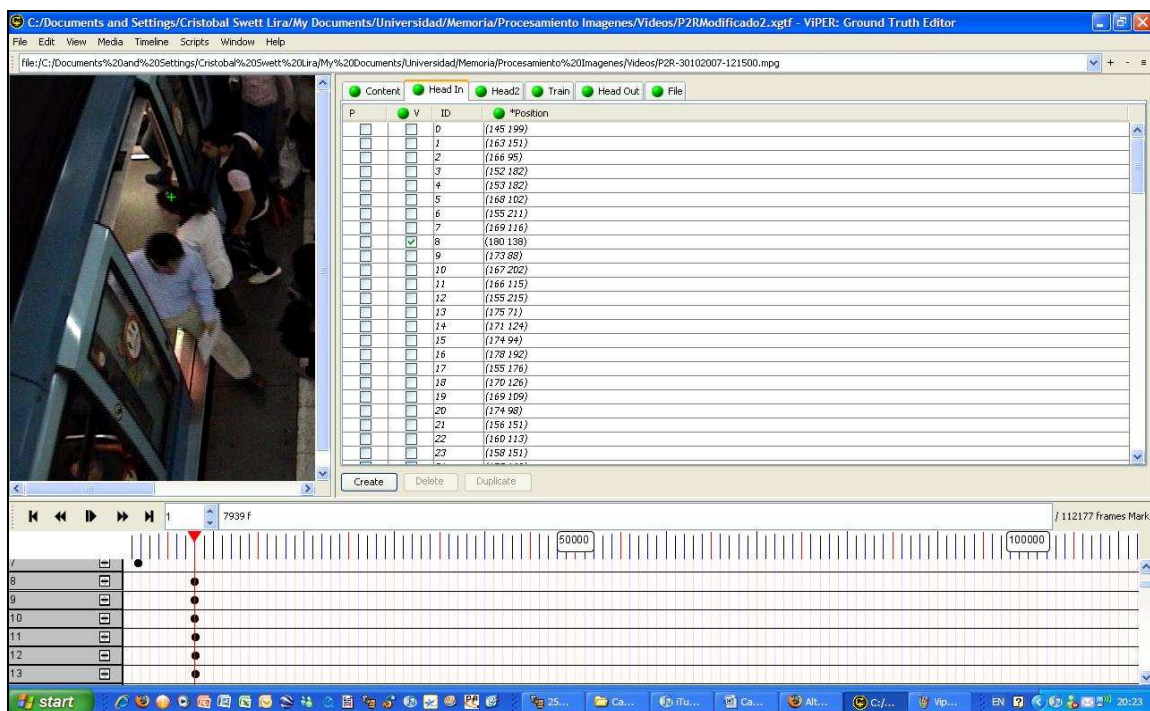 C:/Documents and Settings/Cristobal Swett Lira/My Documents/Universidad/Memoria/Procesamiento Imagenes/Videos/P2RModificado2.xgtf - ViPER: Ground Truth Editor
File Edit View Media Timeline Scripts Window Help
file:/C:/Documents%20and%20Settings/Cristobal%20Swett%20Lira/My%20Documents/Universidad/Memoria/Procesamiento%20Imagenes/Videos/P2R-30102007-121500.mpg
Content Head In Head2 Train Head Out File
P V ID *Position
0 (145 199)
1 (163 151)
2 (166 95)
3 (152 182)
4 (153 182)
5 (168 102)
6 (155 211)
7 (169 116)
8 (180 138)
9 (173 88)
10 (167 202)
11 (166 115)
12 (155 215)
13 (175 71)
14 (171 124)
15 (174 94)
16 (178 192)
17 (155 176)
18 (170 126)
19 (169 109)
20 (174 98)
21 (156 151)
22 (160 113)
23 (158 151)
Create Delete Duplicate
1 7939 f / 112177 frames Mark
50000 100000
7
8
9
10
11
12
13
start 25... Ca... iTu... Ca... Alt... C:/... Vip... EN 20:23